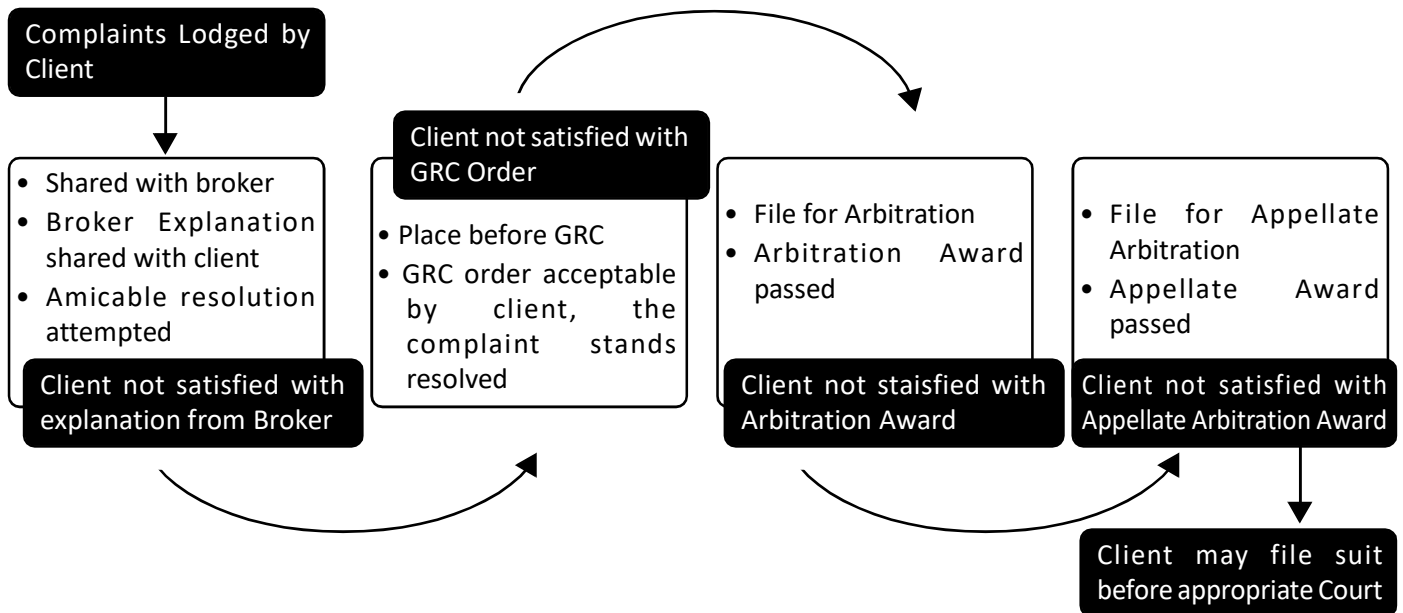 Complaints Lodged by
Client
• Shared with broker
• Broker Explanation
shared with client
• Amicable resolution
attempted
Client not satisfied with
explanation from Broker
Client not satisfied with
GRC Order
• Place before GRC
• GRC order acceptable
by client, the
complaint stands
resolved
• File for Arbitration
• Arbitration Award
passed
Client not staisfied with
Arbitration Award
• File for Appellate
Arbitration
• Appellate Award
passed
Client not satisfied with
Appellate Arbitration Award
Client may file suit
before appropriate Court